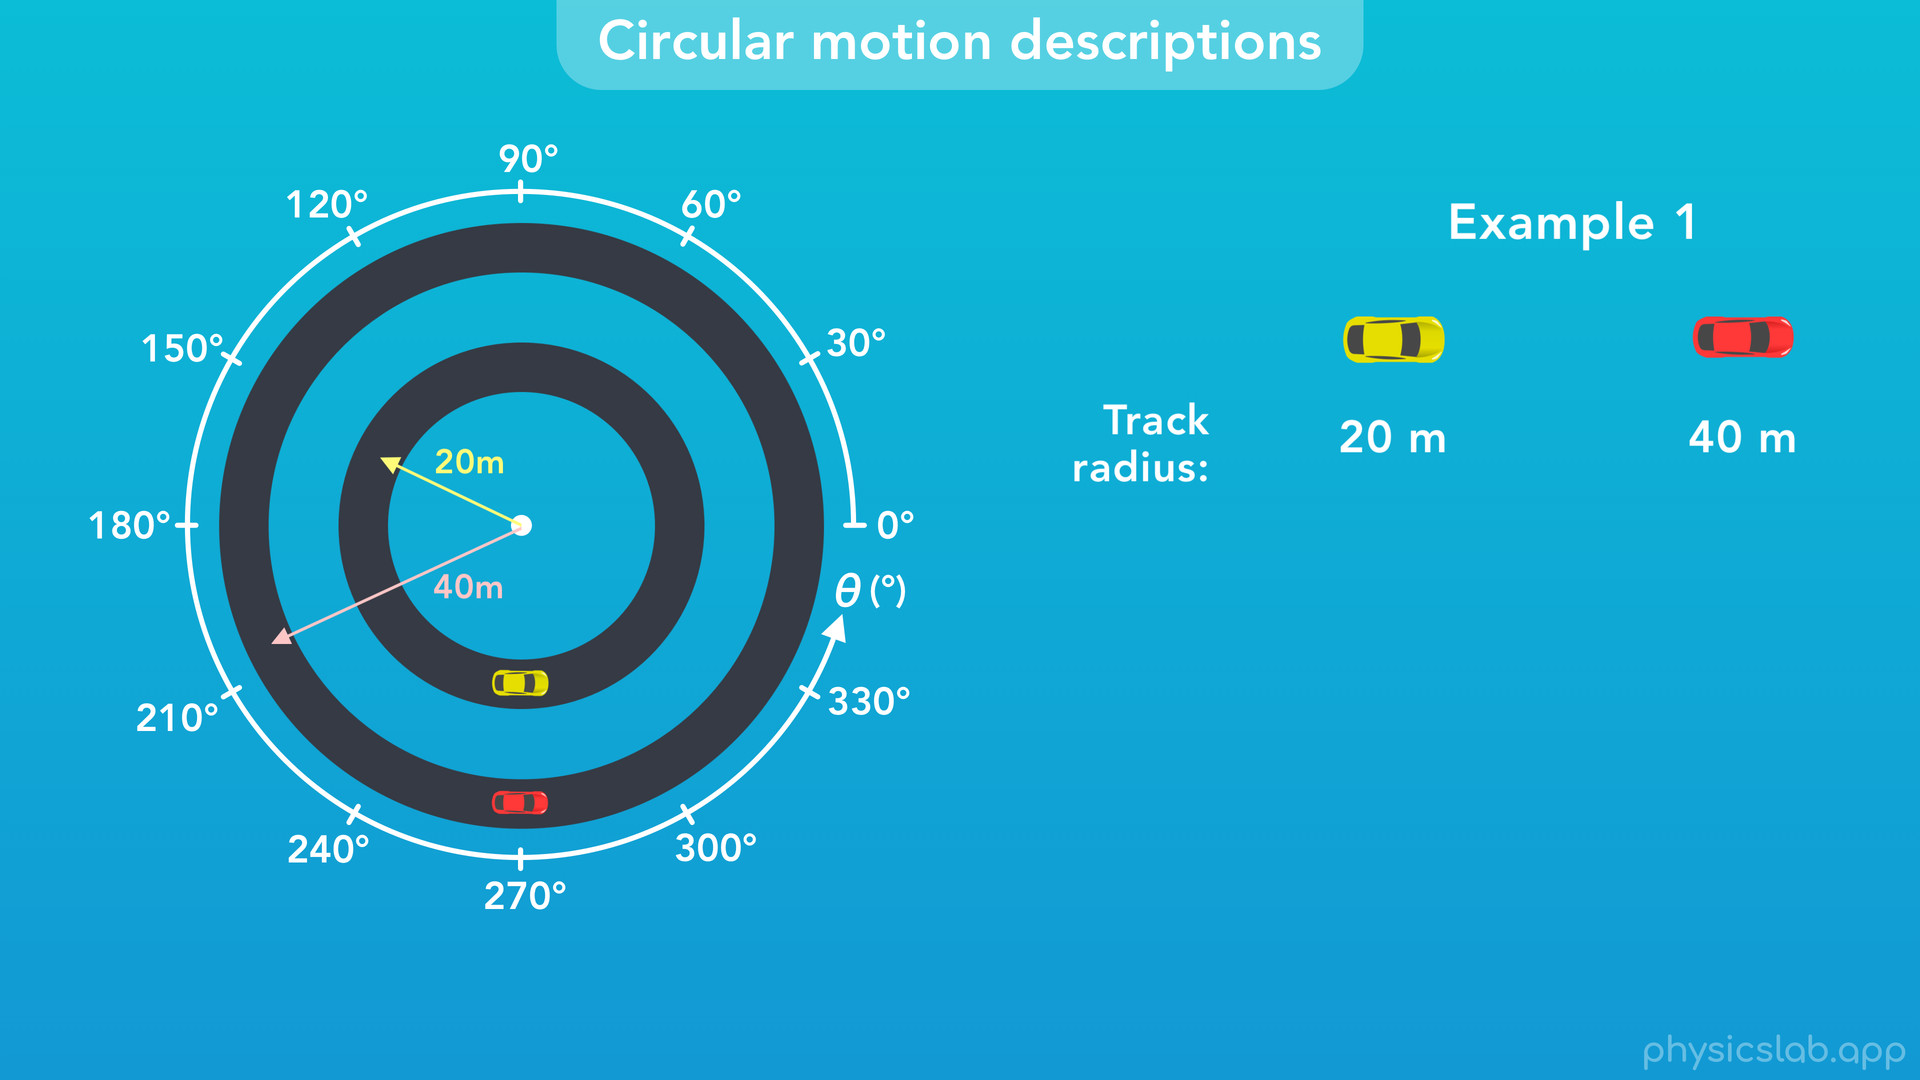 Circular motion descriptions
90°
120°
60°
150°
30°
20m
180°
0°
40m
θ (°)
210°
330°
240°
300°
270°
Example 1
Track
radius:
20 m
40 m
physicslab.app